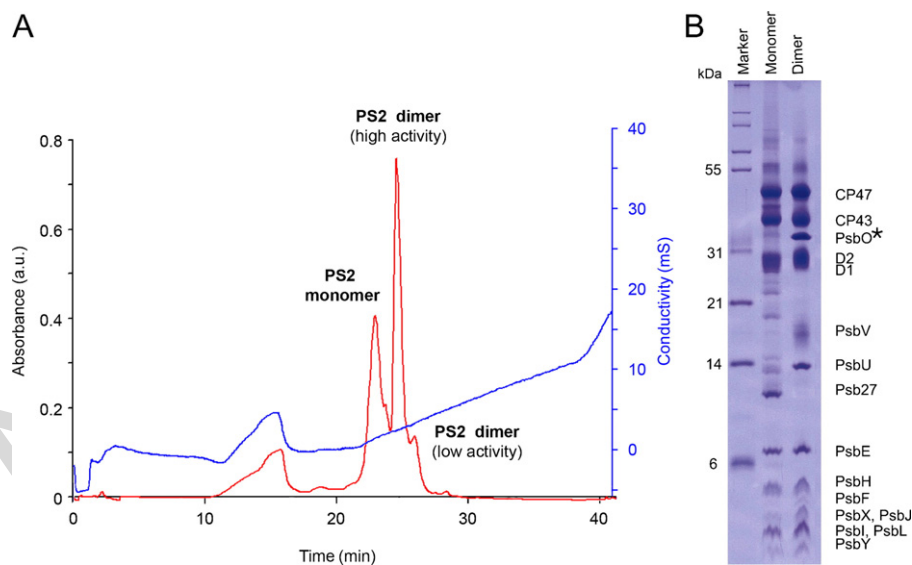 A
B
Marker
Monomer
Dimer
kDa
PS2 dimer
(high activity)
PS2
monomer
PS2 dimer
(low activity)
Absorbance (a.u.)
0.8
0.6
0.4
0.2
0
Conductivity (mS)
40
30
20
10
0
0
10
20
30
40
Time (min)
55
31
21
14
6
CP47
CP43
PsbO*
D2
D1
PsbV
PsbU
Psb27
PsbE
PsbH
PsbF
PsbX, PsbJ
PsbI, PsbL
PsbY